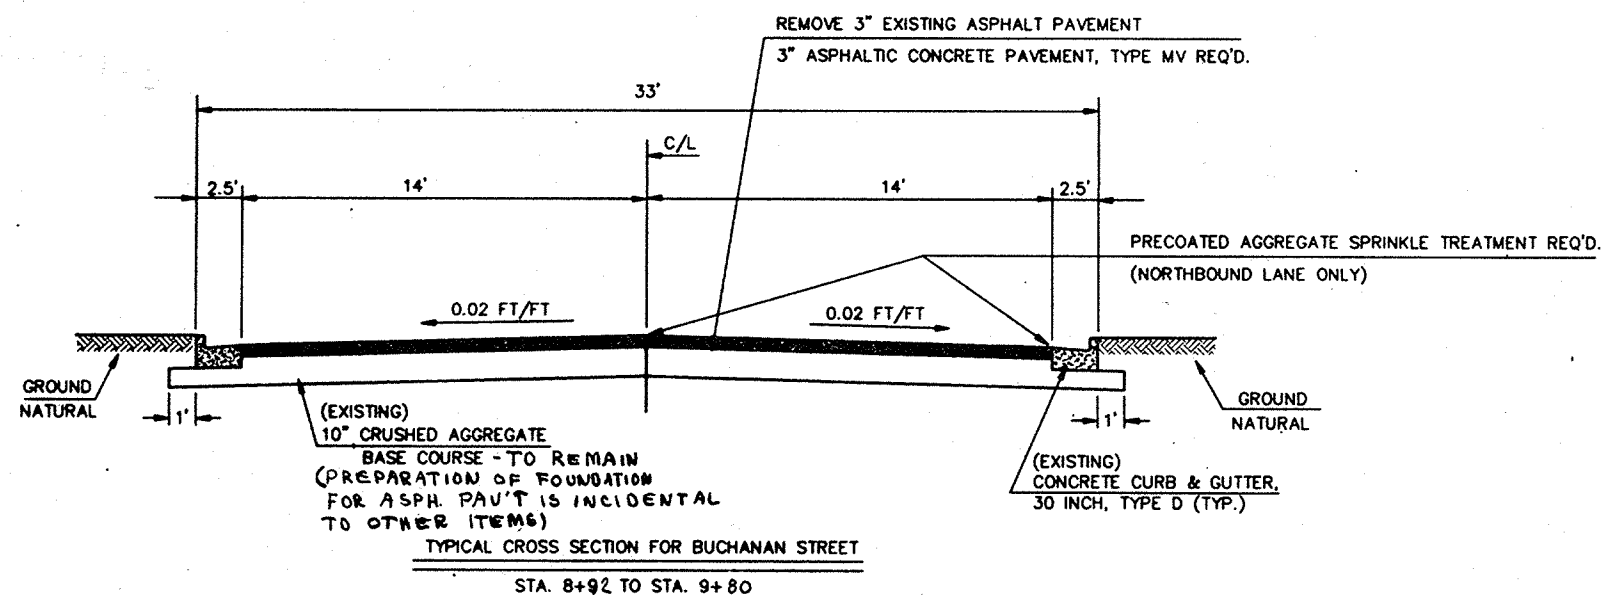 REMOVE 3" EXISTING ASPHALT PAVEMENT
3" ASPHALTIC CONCRETE PAVEMENT, TYPE MV REQ'D.
33'
C/L
2.5'
14'
14'
2.5'
PRECOATED AGGREGATE SPRINKLE TREATMENT REQ'D.
(NORTHBOUND LANE ONLY)
0.02 FT/FT
0.02 FT/FT
GROUND
NATURAL
1'
(EXISTING)
10" CRUSHED AGGREGATE
BASE COURSE - TO REMAIN
(PREPARATION OF FOUNDATION
FOR ASPH. PAV'T IS INCIDENTAL
TO OTHER ITEMS)
1'
GROUND
NATURAL
(EXISTING)
CONCRETE CURB & GUTTER,
30 INCH, TYPE D (TYP.)
TYPICAL CROSS SECTION FOR BUCHANAN STREET
STA. 8+92 TO STA. 9+80